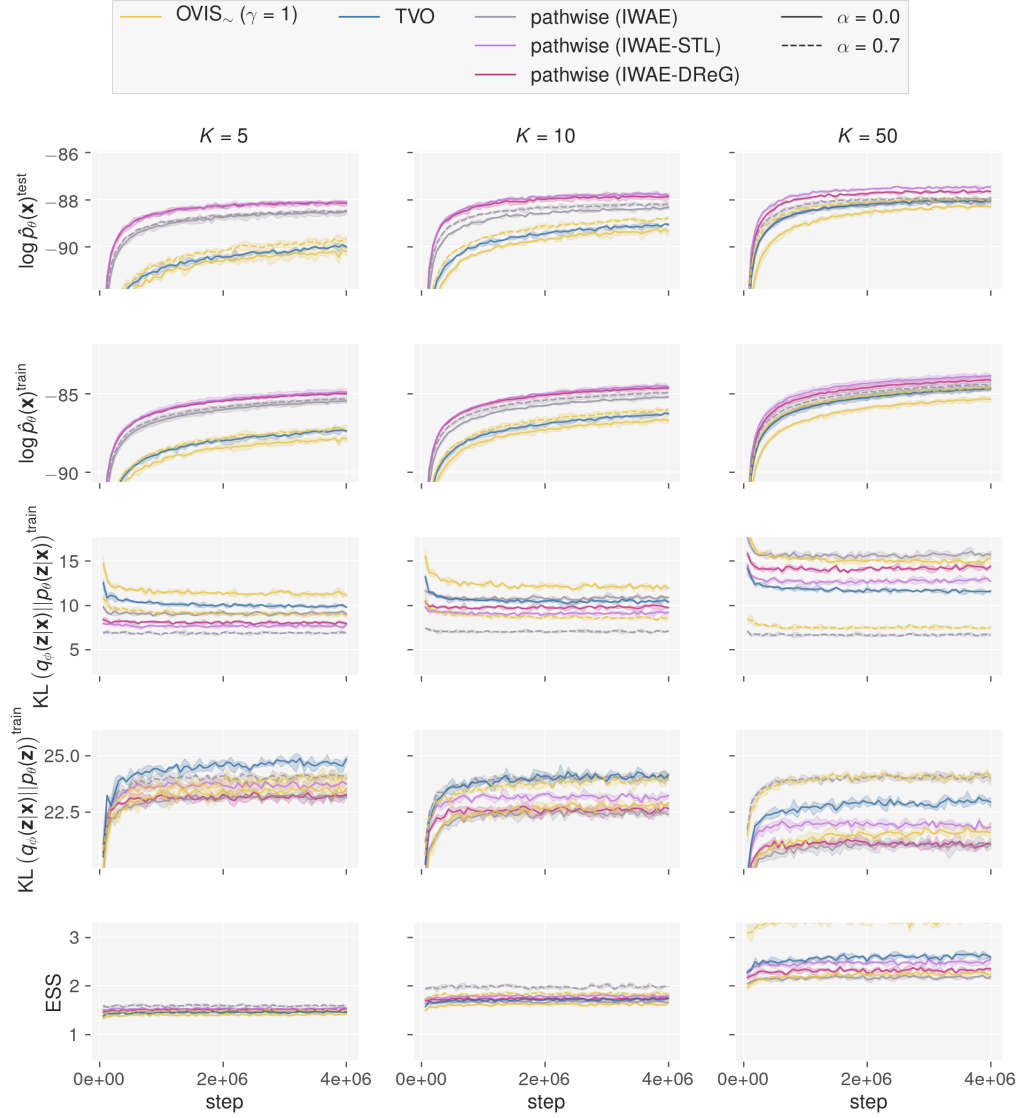 OVIS∼ (γ = 1) TVO pathwise (IWAE) α = 0.0
pathwise (IWAE-STL) α = 0.7
pathwise (IWAE-DReG)
K = 5 K = 10 K = 50
log p̂θ(x)test
−86
−88
−90
log p̂θ(x)train
−85
−90
KL (qϕ(z|x)||pθ(z|x))train
15
10
5
KL (qϕ(z|x)||pθ(z))train
25.0
22.5
ESS
3
2
1
0e+00 2e+06 4e+06 0e+00 2e+06 4e+06 0e+00 2e+06 4e+06
step step step